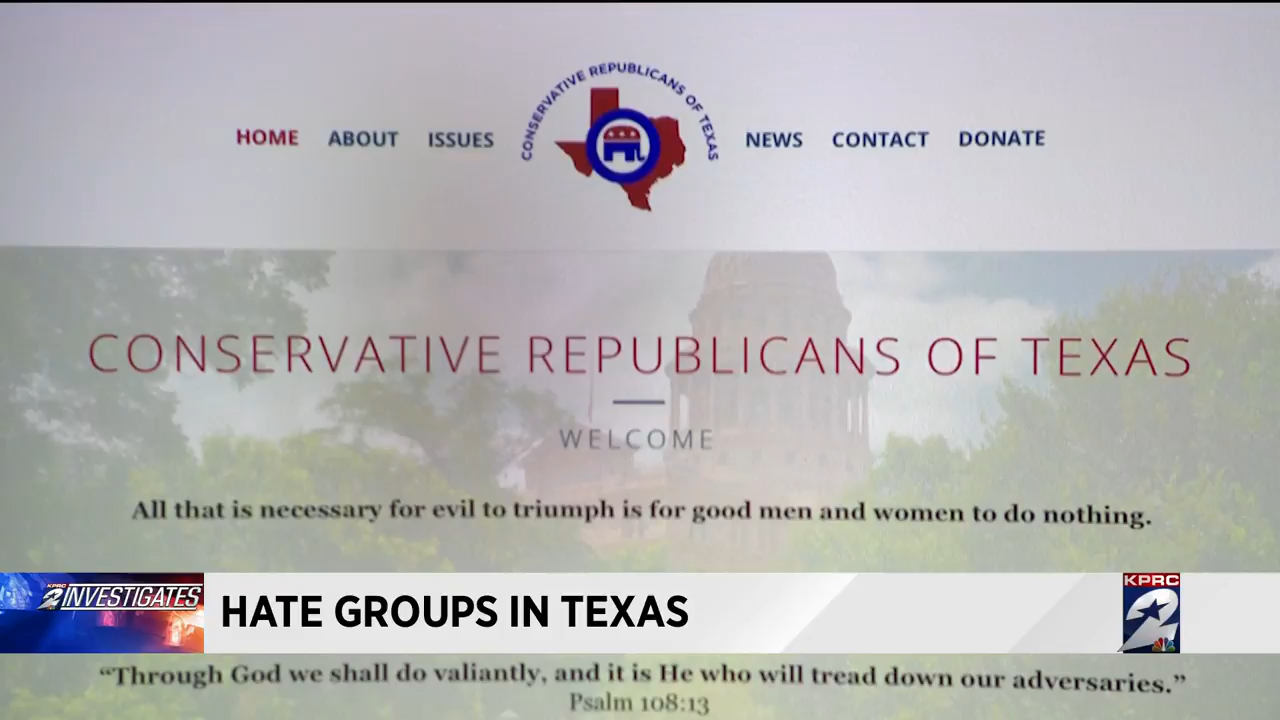 CONSERVATIVE REPUBLICANS OF TEXAS
HOME ABOUT ISSUES NEWS CONTACT DONATE
CONSERVATIVE REPUBLICANS OF TEXAS
WELCOME
All that is necessary for evil to triumph is for good men and women to do nothing.
KPRC 2 INVESTIGATES
HATE GROUPS IN TEXAS
KPRC 2
“Through God we shall do valiantly, and it is He who will tread down our adversaries.”
Psalm 108:13